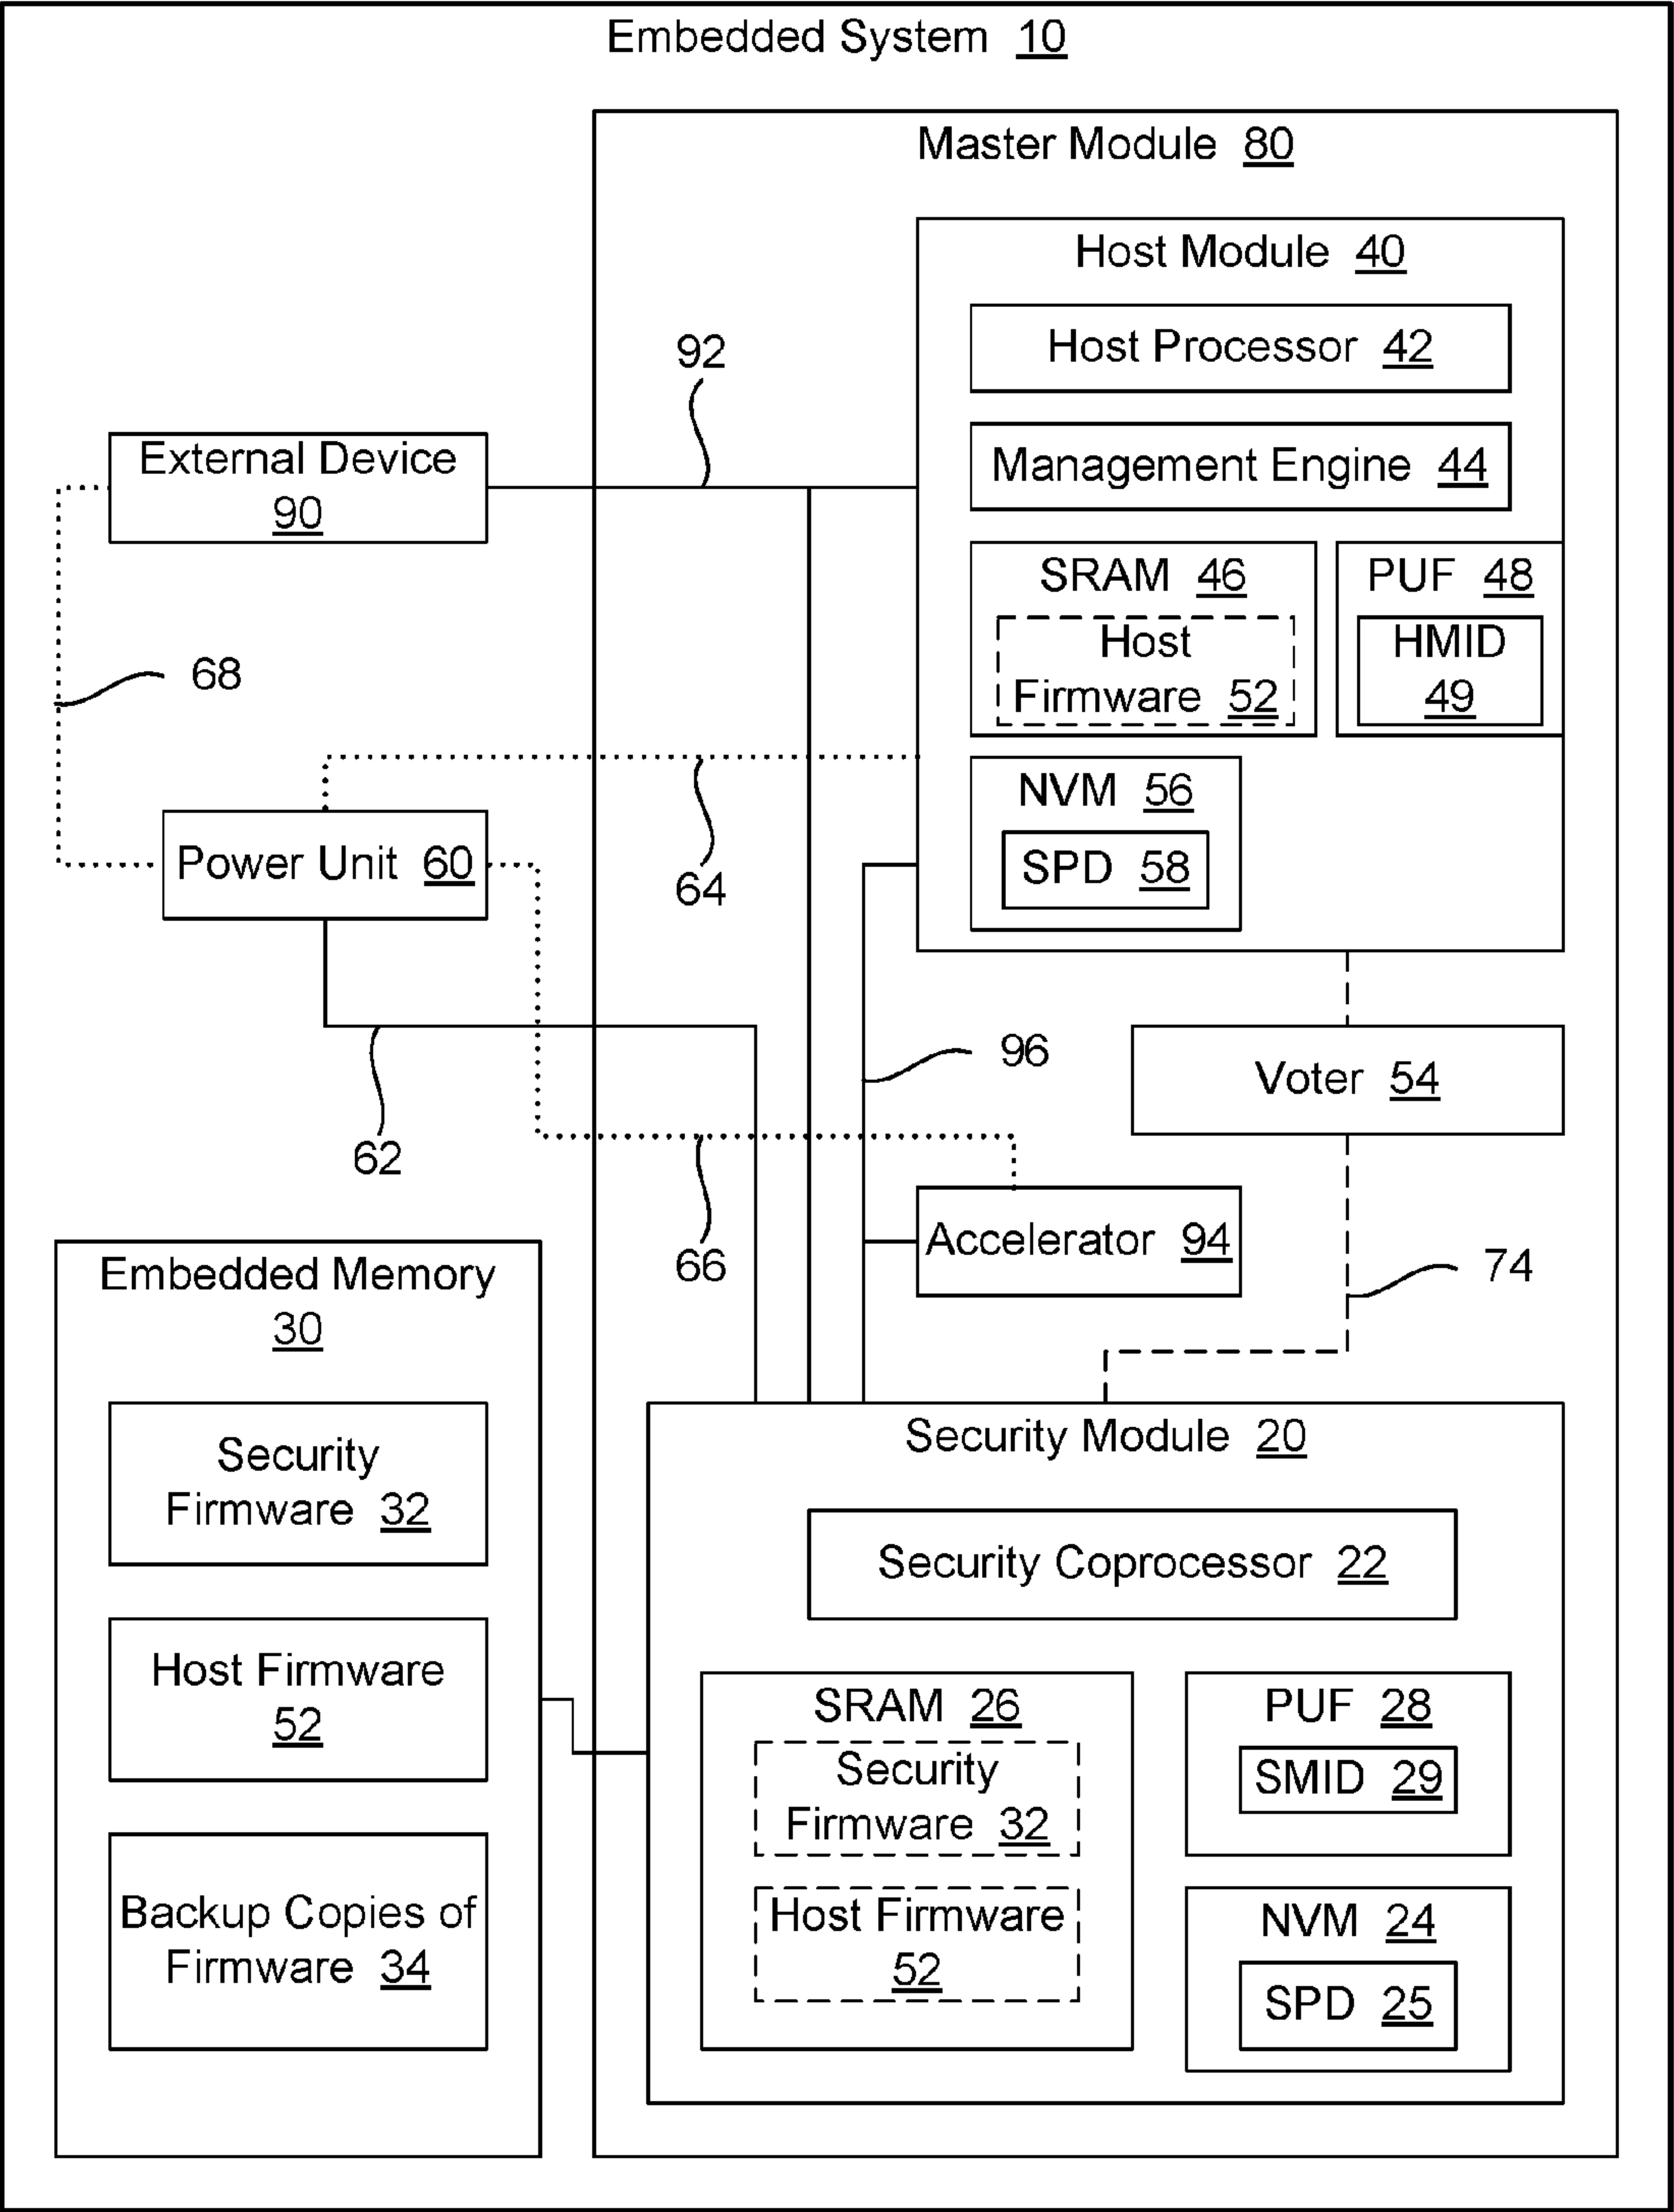 Embedded System 10
Master Module 80
Host Module 40
Host Processor 42
92
External Device
90
Management Engine 44
SRAM 46
Host
Firmware 52
PUF 48
HMID
49
68
NVM 56
SPD 58
Power Unit 60
64
96
Voter 54
62
66
Accelerator 94
74
Embedded Memory
30
Security
Firmware 32
Host Firmware
52
Backup Copies of
Firmware 34
Security Module 20
Security Coprocessor 22
SRAM 26
Security
Firmware 32
Host Firmware
52
PUF 28
SMID 29
NVM 24
SPD 25